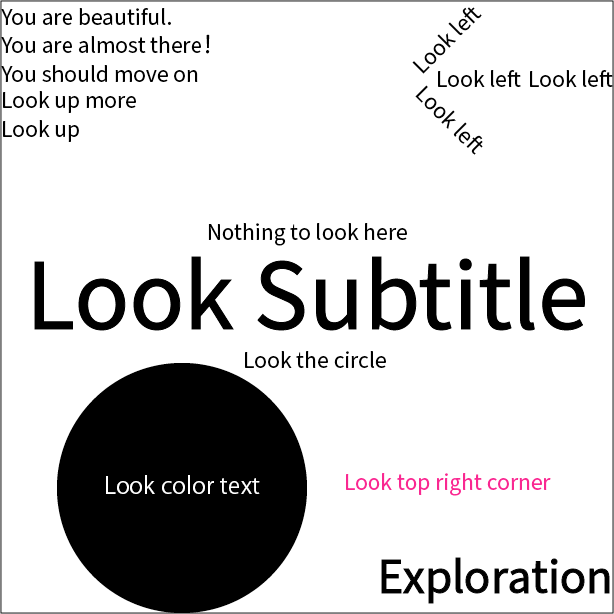 You are beautiful.
You are almost there!
You should move on
Look up more
Look up
Look left
Look left Look left
Look left
Nothing to look here
Look Subtitle
Look the circle
Look color text
Look top right corner
Exploration